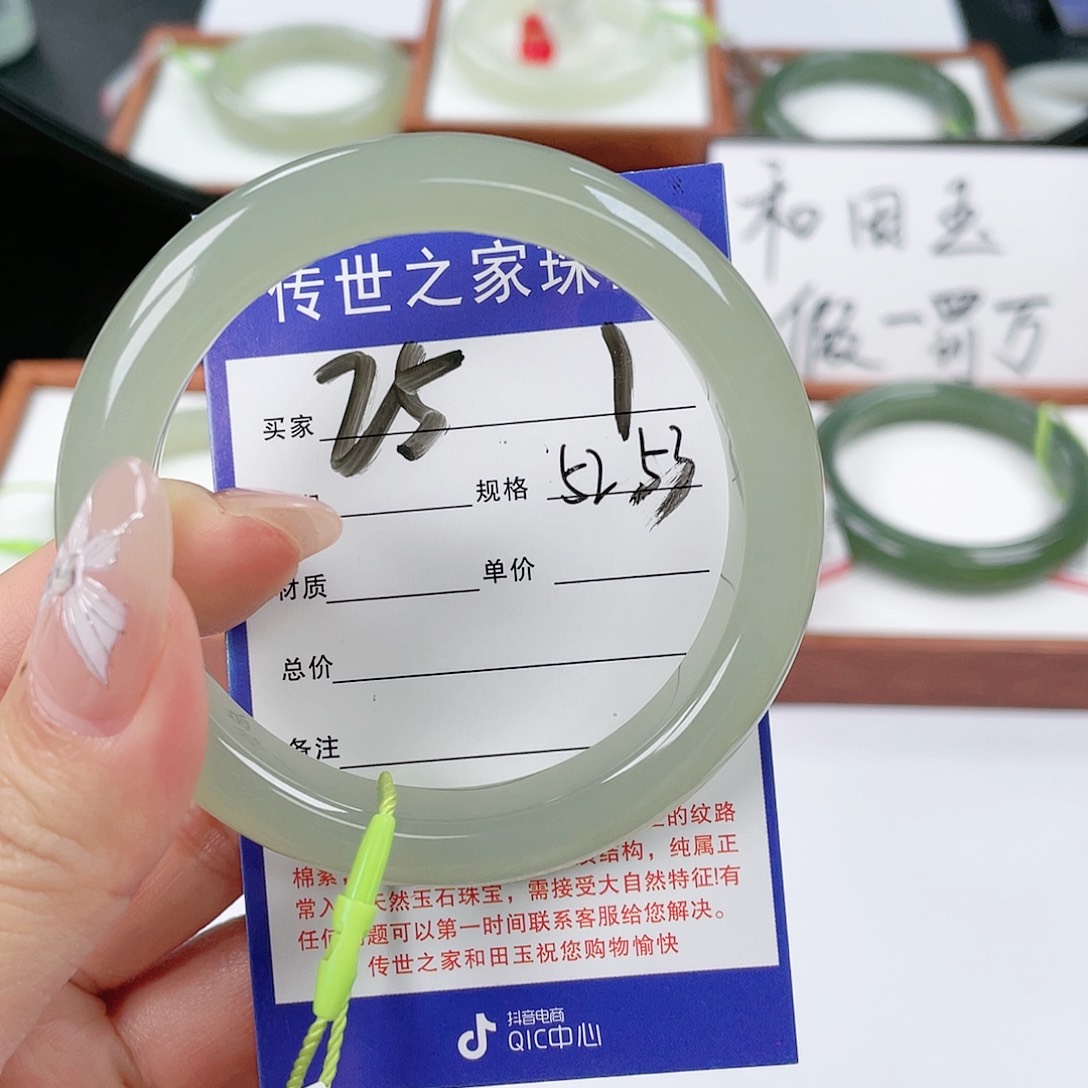 和田玉
假一罚万
传世之家珠
买家 25 1
规格 52.53
材质 单价
总价
备注
的纹路
结构，纯属正
棉絮
常入 天然玉石珠宝，需接受大自然特征!有
任何 题可以第一时间联系客服给您解决。
传世之家和田玉祝您购物愉快
抖音电商
QIC中心